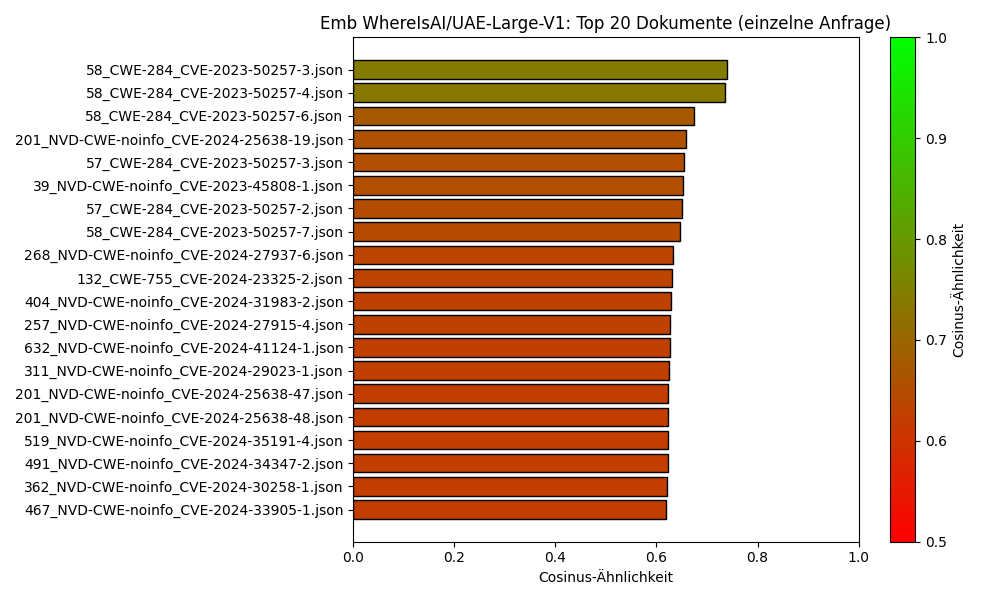 Emb WhereIsAI/UAE-Large-V1: Top 20 Dokumente (einzelne Anfrage)
58_CWE-284_CVE-2023-50257-3.json
58_CWE-284_CVE-2023-50257-4.json
58_CWE-284_CVE-2023-50257-6.json
201_NVD-CWE-noinfo_CVE-2024-25638-19.json
57_CWE-284_CVE-2023-50257-3.json
39_NVD-CWE-noinfo_CVE-2023-45808-1.json
57_CWE-284_CVE-2023-50257-2.json
58_CWE-284_CVE-2023-50257-7.json
268_NVD-CWE-noinfo_CVE-2024-27937-6.json
132_CWE-755_CVE-2024-23325-2.json
404_NVD-CWE-noinfo_CVE-2024-31983-2.json
257_NVD-CWE-noinfo_CVE-2024-27915-4.json
632_NVD-CWE-noinfo_CVE-2024-41124-1.json
311_NVD-CWE-noinfo_CVE-2024-29023-1.json
201_NVD-CWE-noinfo_CVE-2024-25638-47.json
201_NVD-CWE-noinfo_CVE-2024-25638-48.json
519_NVD-CWE-noinfo_CVE-2024-35191-4.json
491_NVD-CWE-noinfo_CVE-2024-34347-2.json
362_NVD-CWE-noinfo_CVE-2024-30258-1.json
467_NVD-CWE-noinfo_CVE-2024-33905-1.json
0.0 0.2 0.4 0.6 0.8 1.0
Cosinus-Ähnlichkeit
1.0
0.9
0.8
0.7
0.6
0.5
Cosinus-Ähnlichkeit